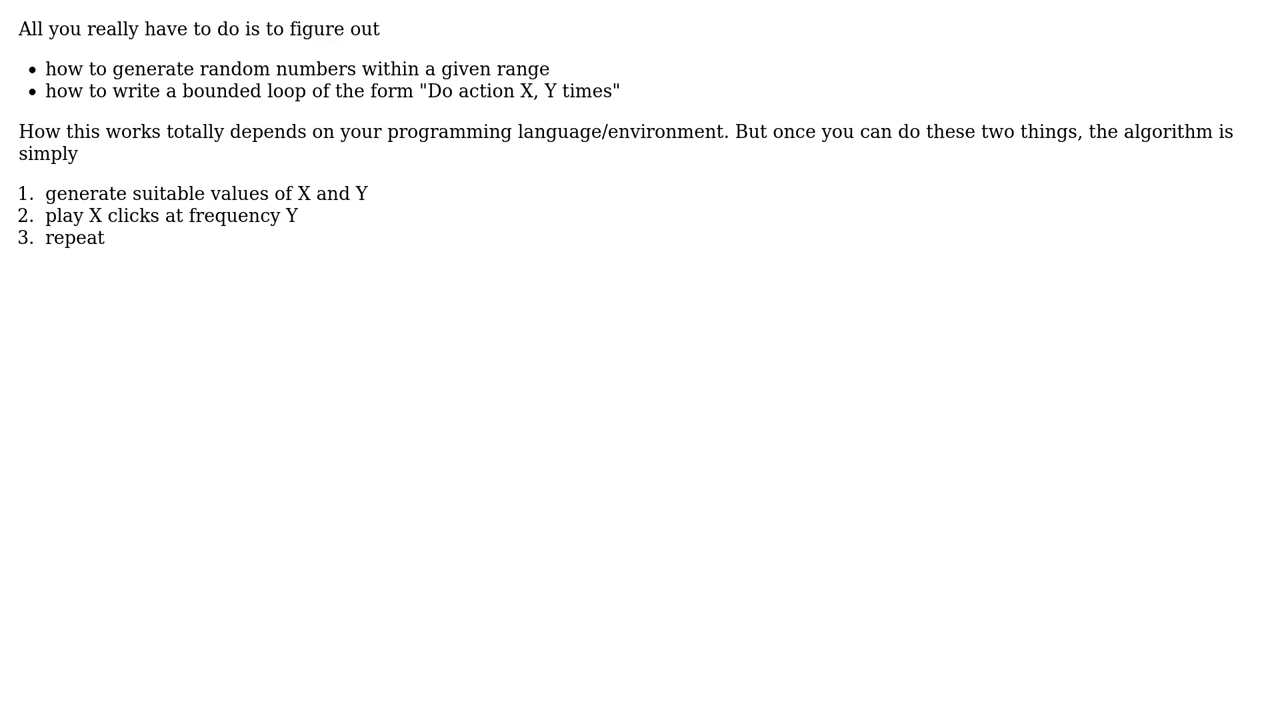 All you really have to do is to figure out
• how to generate random numbers within a given range
• how to write a bounded loop of the form "Do action X, Y times"
How this works totally depends on your programming language/environment. But once you can do these two things, the algorithm is
simply
1. generate suitable values of X and Y
2. play X clicks at frequency Y
3. repeat